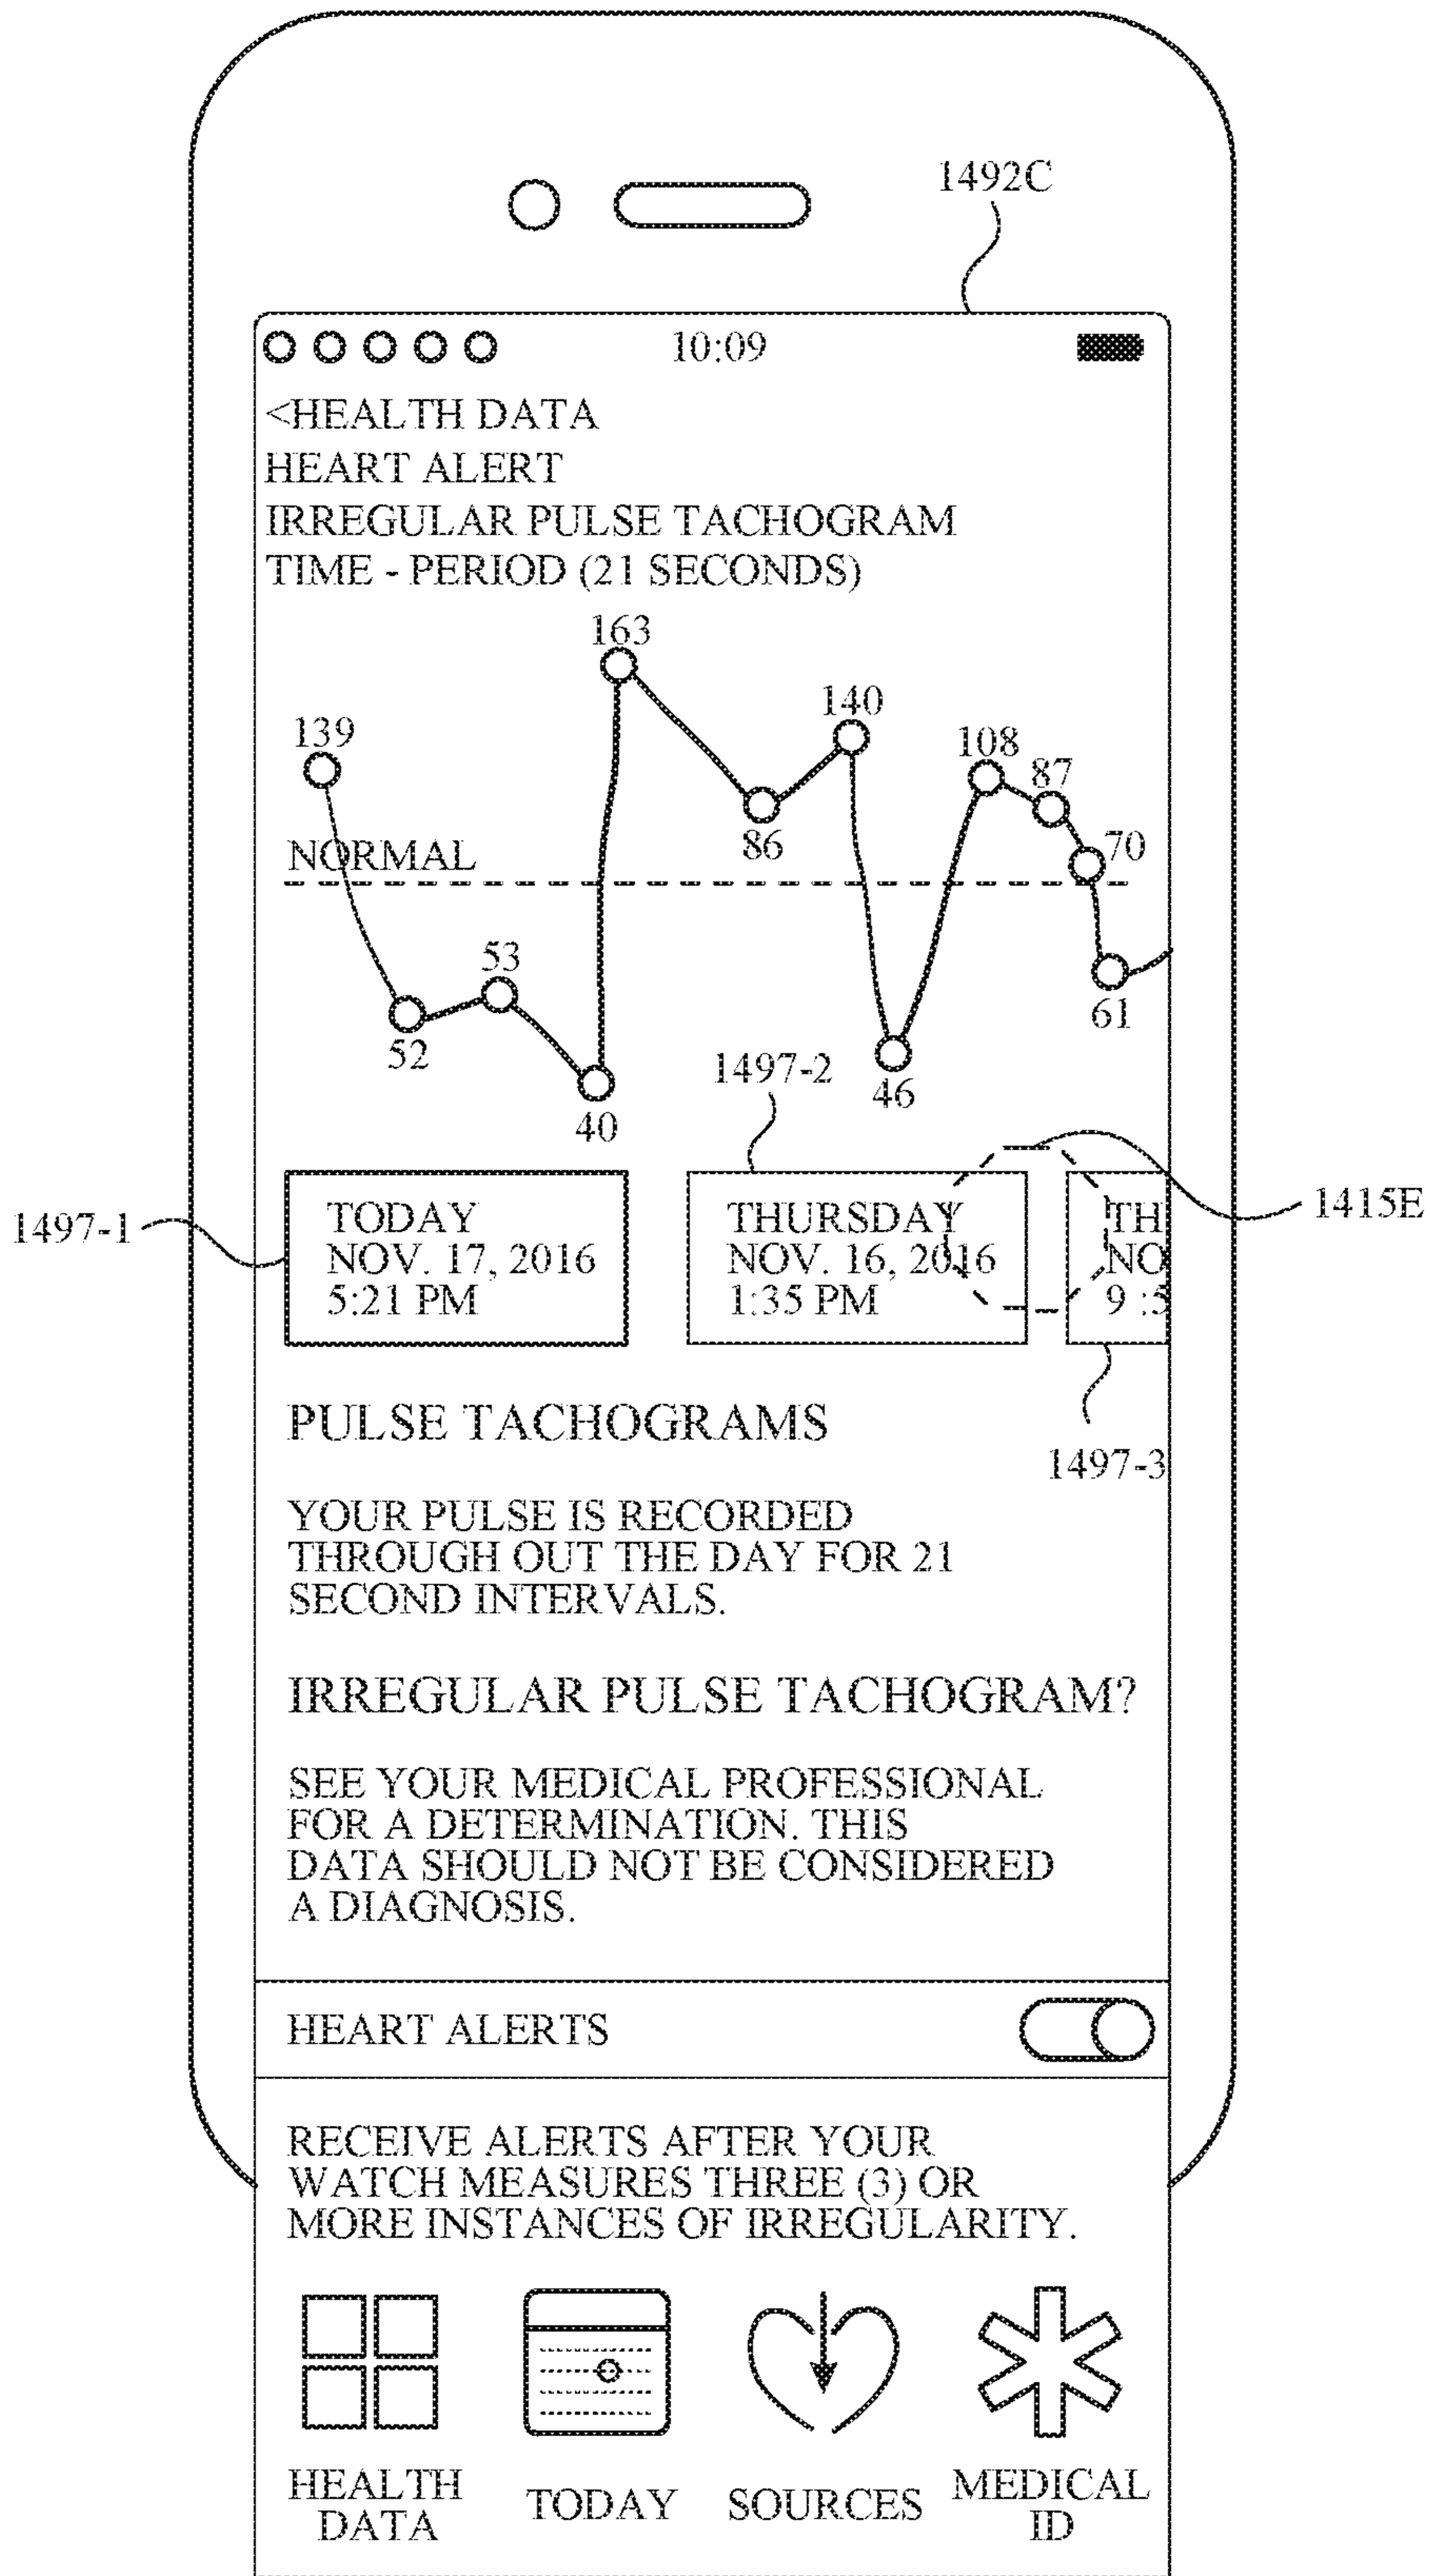 1492C
10:09
<HEALTH DATA
HEART ALERT
IRREGULAR PULSE TACHOGRAM
TIME - PERIOD (21 SECONDS)
163
140
139
108
87
86
70
NORMAL
53
52
61
46
40
1497-2
1497-1
1415E
TODAY
NOV. 17, 2016
5:21 PM
THURSDAY
NOV. 16, 2016
1:35 PM
TH
NO
9 :5
1497-3
PULSE TACHOGRAMS
YOUR PULSE IS RECORDED
THROUGH OUT THE DAY FOR 21
SECOND INTERVALS.
IRREGULAR PULSE TACHOGRAM?
SEE YOUR MEDICAL PROFESSIONAL
FOR A DETERMINATION. THIS
DATA SHOULD NOT BE CONSIDERED
A DIAGNOSIS.
HEART ALERTS
RECEIVE ALERTS AFTER YOUR
WATCH MEASURES THREE (3) OR
MORE INSTANCES OF IRREGULARITY.
HEALTH
DATA
TODAY
SOURCES
MEDICAL
ID